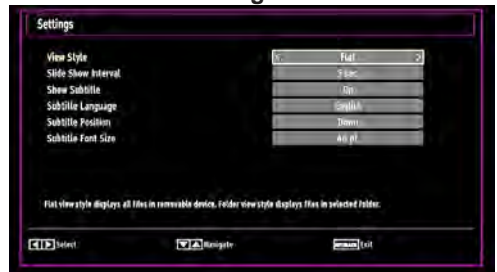 Settings
View Style Flat
Slide Show Interval 5 sec
Show Subtitle On
Subtitle Language English
Subtitle Position Down
Subtitle Font Size 40 pt
Flat view style displays all files in removable device. Folder view style displays files in selected folder.
Select Navigate Exit